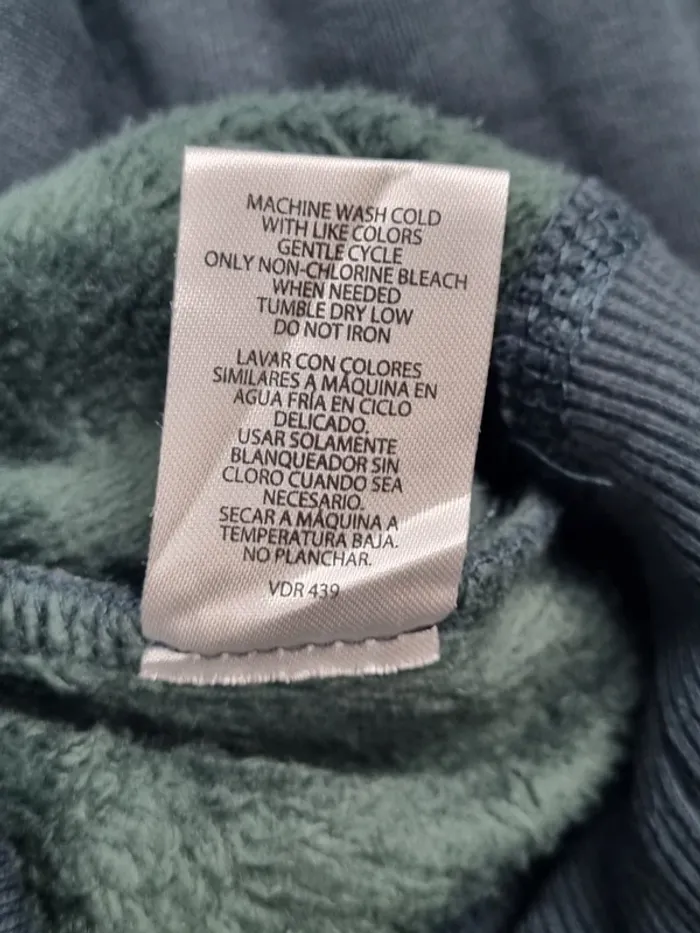 MACHINE WASH COLD
WITH LIKE COLORS
GENTLE CYCLE
ONLY NON-CHLORINE BLEACH
WHEN NEEDED
TUMBLE DRY LOW
DO NOT IRON
LAVAR CON COLORES
SIMILARES A MÁQUINA EN
AGUA FRÍA EN CICLO
DELICADO.
USAR SOLAMENTE
BLANQUEADOR SIN
CLORO CUANDO SEA
NECESARIO.
SECAR A MÁQUINA A
TEMPERATURA BAJA.
NO PLANCHAR.
VDR 439